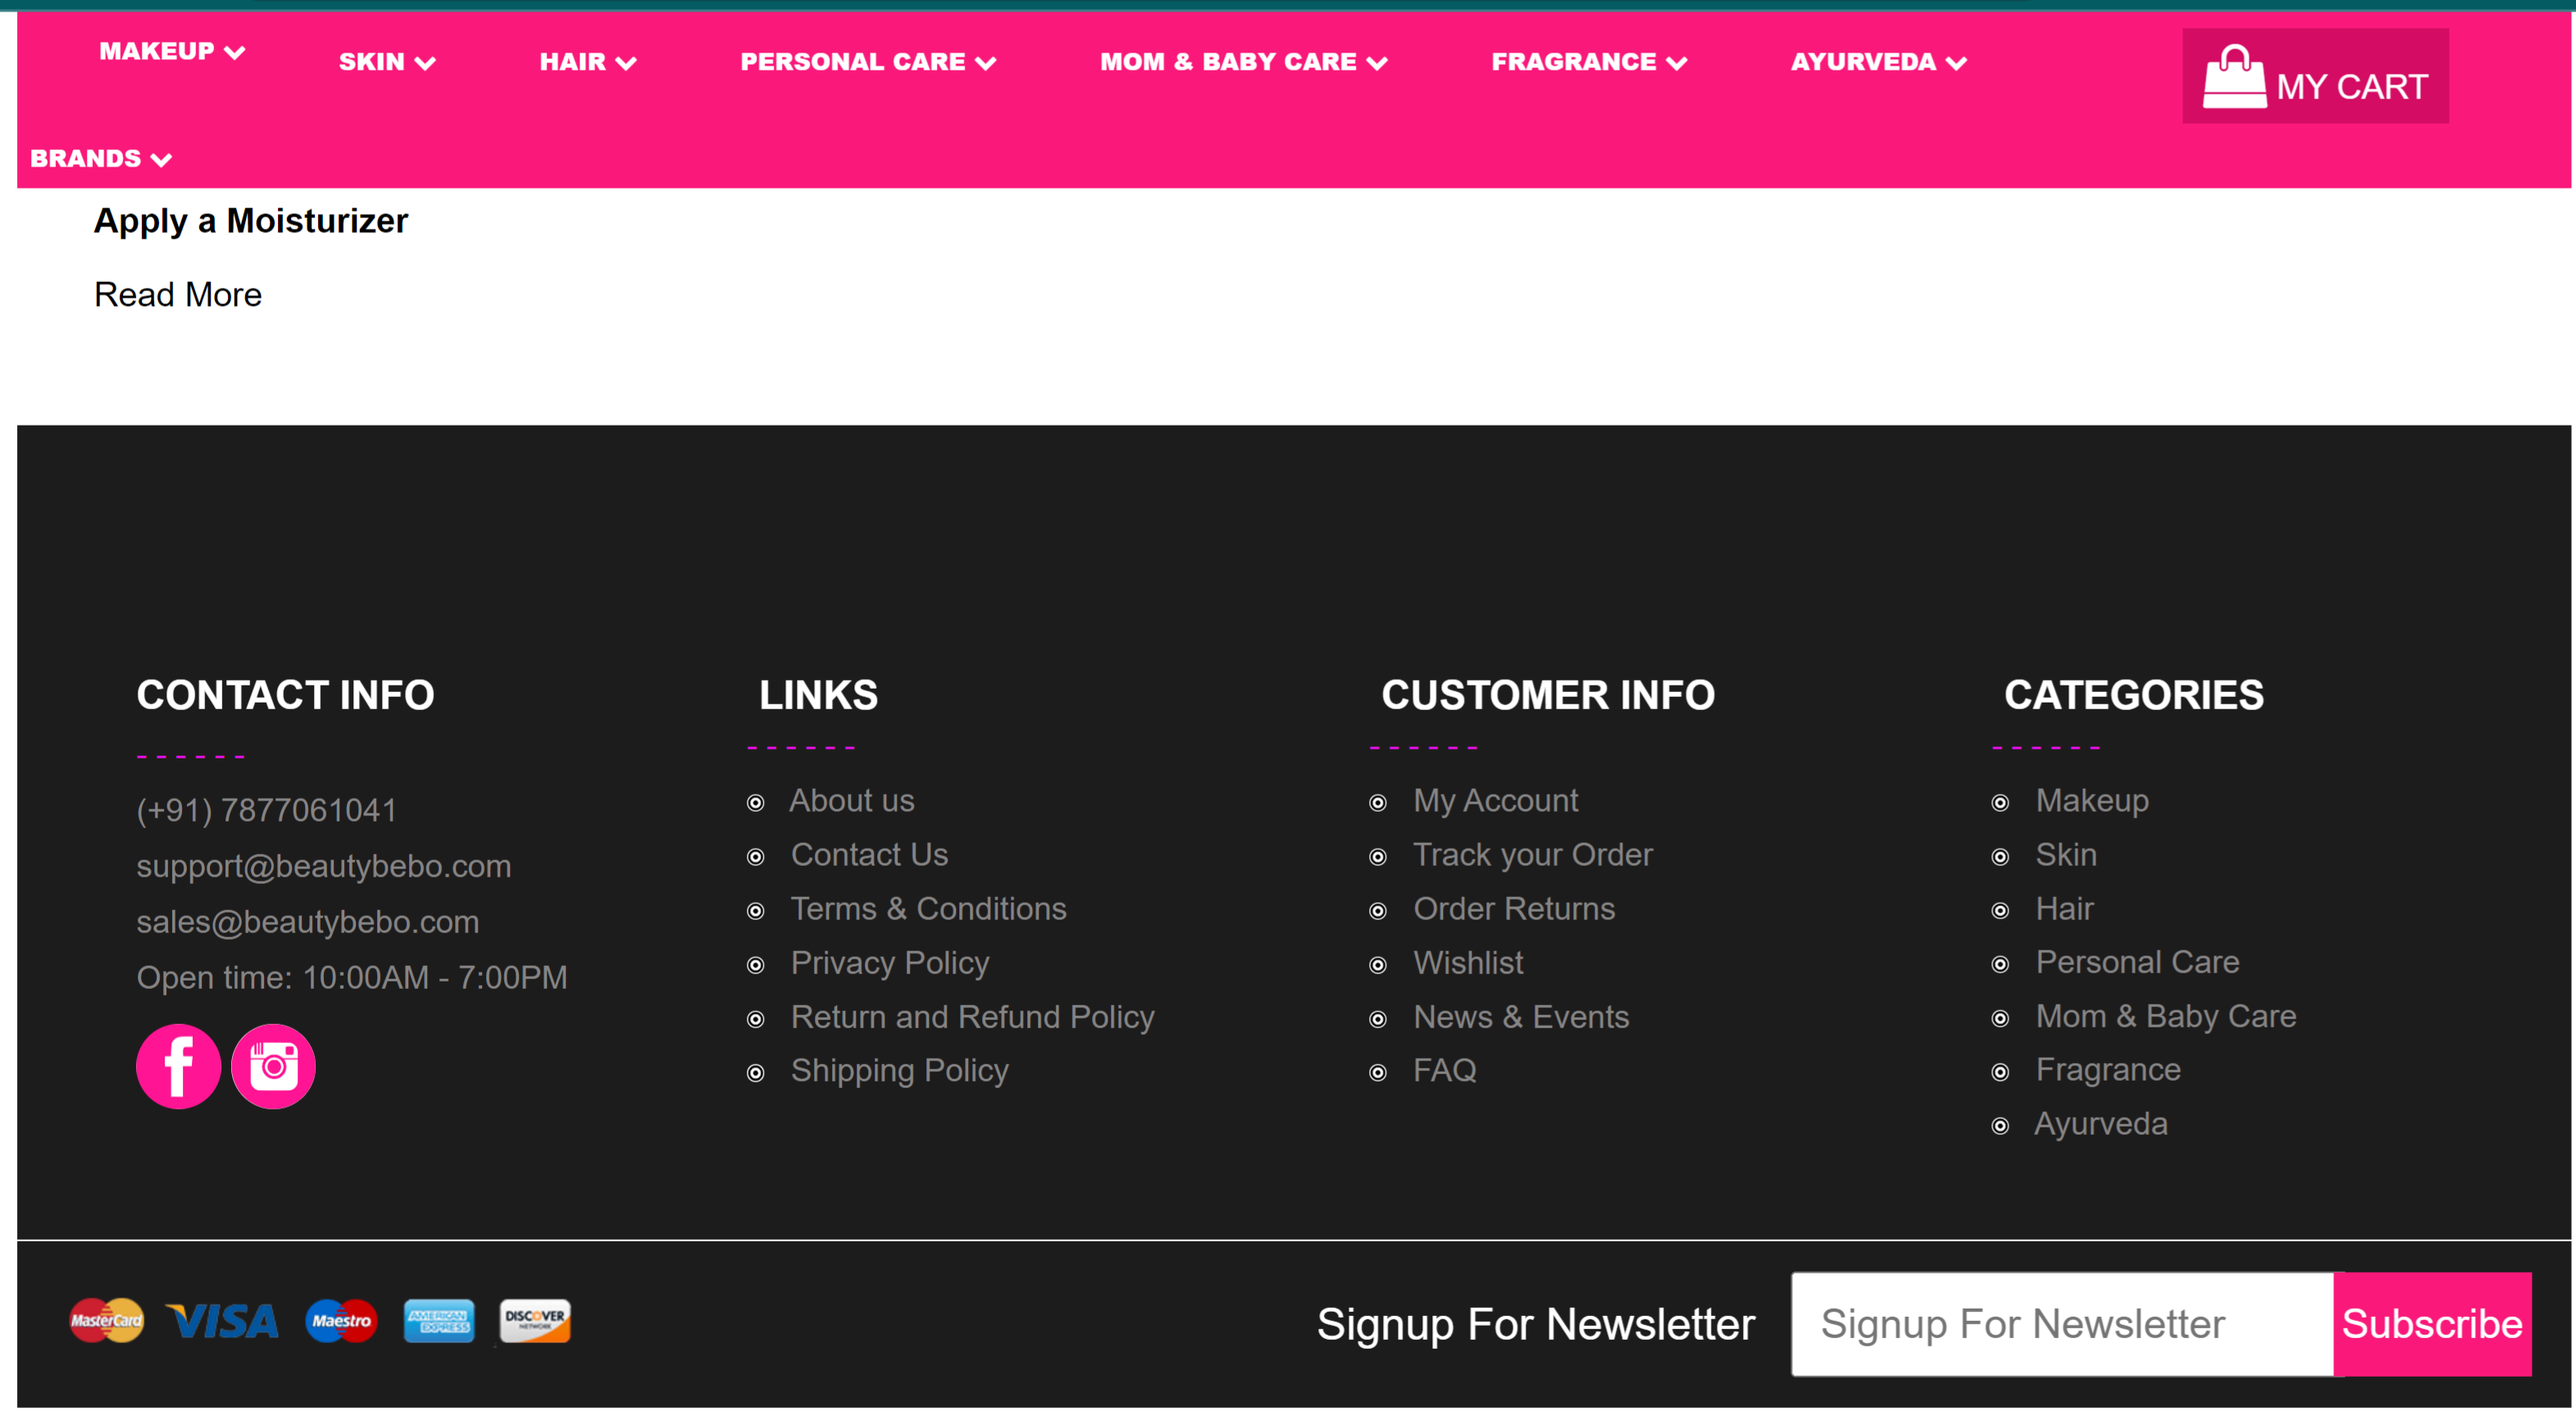 MAKEUP
SKIN
HAIR
PERSONAL CARE
MOM & BABY CARE
FRAGRANCE
AYURVEDA
MY CART
BRANDS
Apply a Moisturizer
Read More
CONTACT INFO
------
(+91) 7877061041
support@beautybebo.com
sales@beautybebo.com
Open time: 10:00AM - 7:00PM
LINKS
------
About us
Contact Us
Terms & Conditions
Privacy Policy
Return and Refund Policy
Shipping Policy
CUSTOMER INFO
------
My Account
Track your Order
Order Returns
Wishlist
News & Events
FAQ
CATEGORIES
------
Makeup
Skin
Hair
Personal Care
Mom & Baby Care
Fragrance
Ayurveda
MasterCard
VISA
Maestro
AMERICAN
EXPRESS
DISCOVER
NETWORK
Signup For Newsletter
Signup For Newsletter
Subscribe